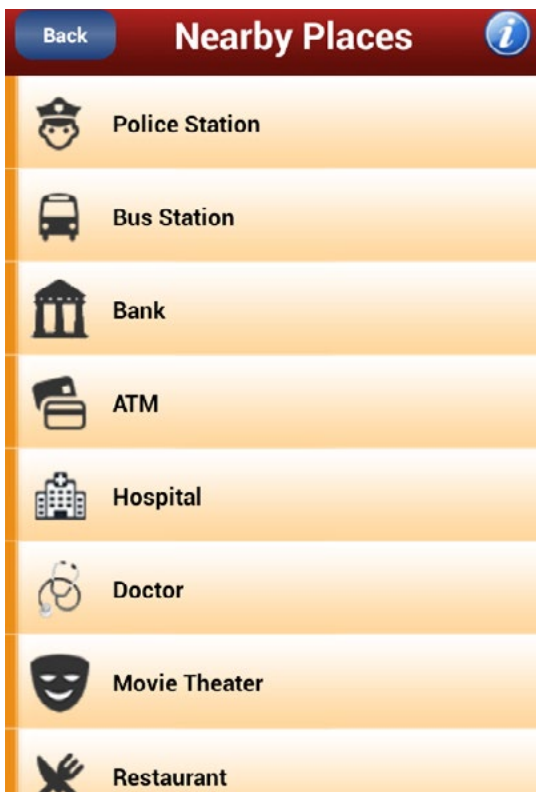 Back
Nearby Places
i
Police Station
Bus Station
Bank
ATM
Hospital
Doctor
Movie Theater
Restaurant